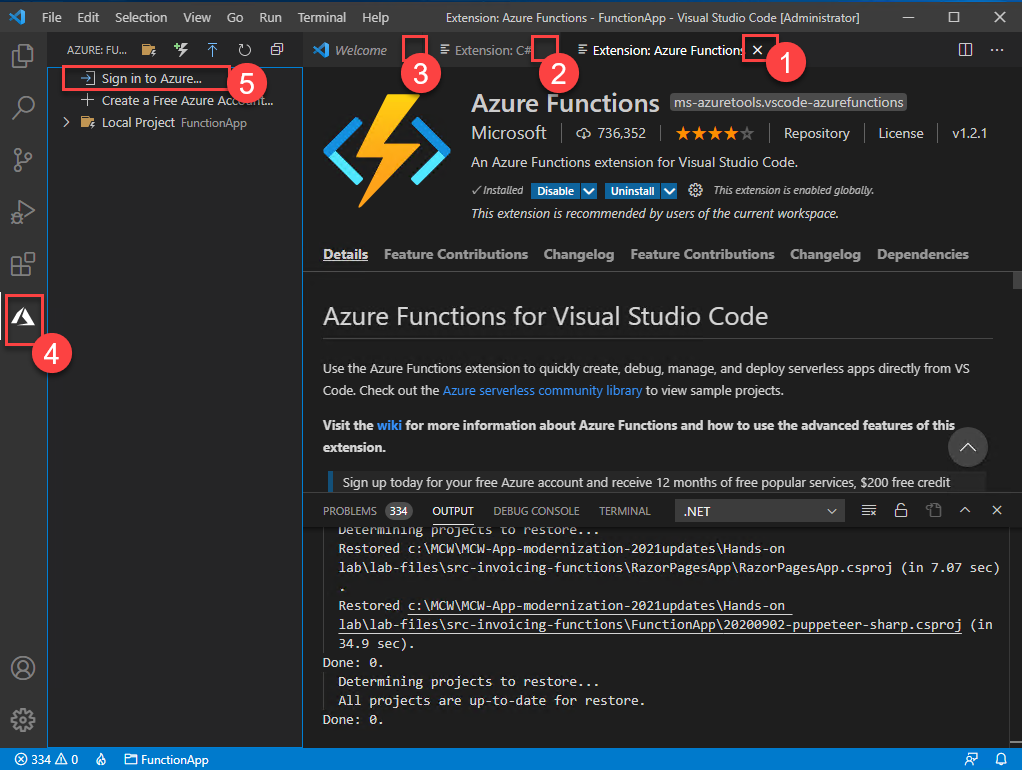 File Edit Selection View Go Run Terminal Help Extension: Azure Functions - FunctionApp - Visual Studio Code [Administrator]
AZURE: FU...
Welcome Extension: C# Extension: Azure Functions
3 2 1
Sign in to Azure... 5
Create a Free Azure Account...
Local Project FunctionApp
4
Azure Functions ms-azuretools.vscode-azurefunctions
Microsoft 736,352 Repository License v1.2.1
An Azure Functions extension for Visual Studio Code.
✓Installed Disable Uninstall This extension is enabled globally.
This extension is recommended by users of the current workspace.
Details Feature Contributions Changelog Feature Contributions Changelog Dependencies
Azure Functions for Visual Studio Code
Use the Azure Functions extension to quickly create, debug, manage, and deploy serverless apps directly from VS
Code. Check out the Azure serverless community library to view sample projects.
Visit the wiki for more information about Azure Functions and how to use the advanced features of this
extension.
Sign up today for your free Azure account and receive 12 months of free popular services, $200 free credit
PROBLEMS 334 OUTPUT DEBUG CONSOLE TERMINAL .NET
Determining projects to restore...
Restored c:\MCW\MCW-App-modernization-2021updates\Hands-on
lab\lab-files\src-invoicing-functions\RazorPagesApp\RazorPagesApp.csproj (in 7.07 sec)
.
Restored c:\MCW\MCW-App-modernization-2021updates\Hands-on
lab\lab-files\src-invoicing-functions\FunctionApp\20200902-puppeteer-sharp.csproj (in
34.9 sec).
Done: 0.
Determining projects to restore...
All projects are up-to-date for restore.
Done: 0.
334 0 FunctionApp